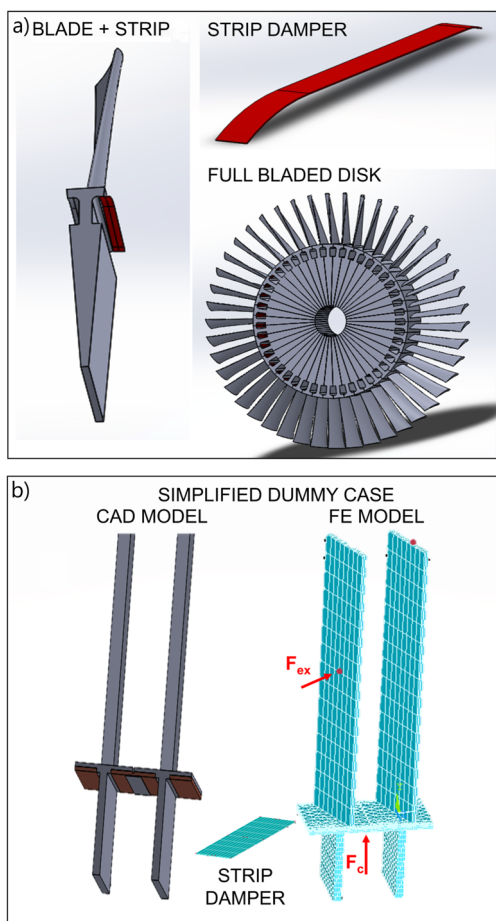 a) BLADE + STRIP
STRIP DAMPER
FULL BLADED DISK
b)
SIMPLIFIED DUMMY CASE
CAD MODEL
FE MODEL
Fex
Fc
STRIP
DAMPER